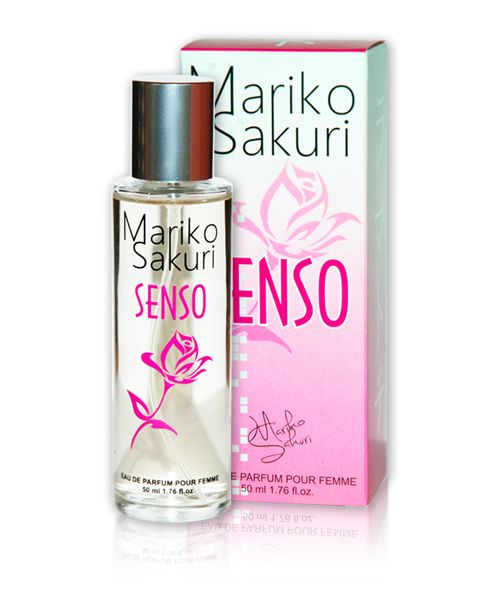 Mariko
Sakuri
SENSO
EAU DE PARFUM POUR FEMME
50 ml 1.76 fl.oz.
Mariko
Sakuri
ENSO
Mariko
Sakuri
DE PARFUM POUR FEMME
50 ml 1.76 fl.oz.